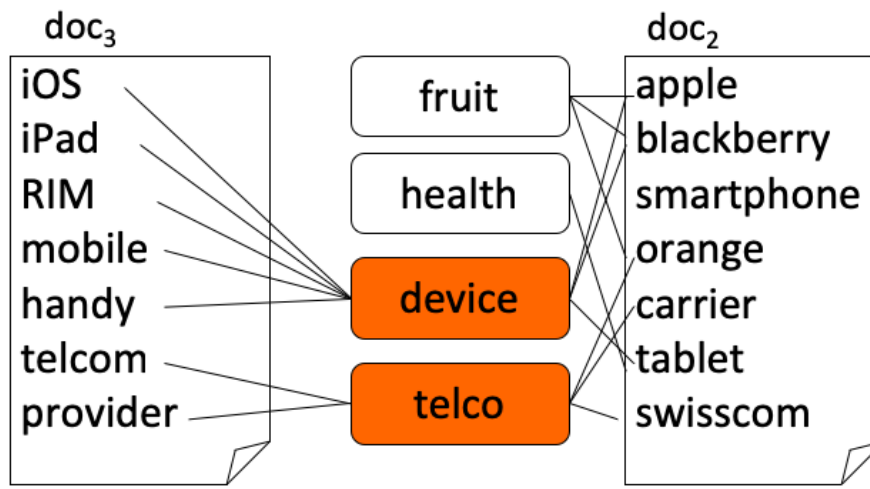 doc₃
iOS
iPad
RIM
mobile
handy
telcom
provider
fruit
health
device
telco
doc₂
apple
blackberry
smartphone
orange
carrier
tablet
swisscom